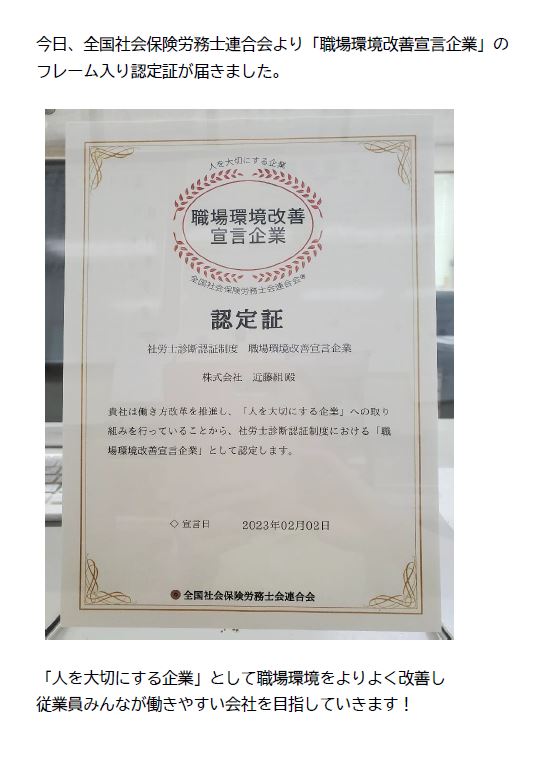 今日、全国社会保険労務士連合会より「職場環境改善宣言企業」の
フレーム入り認定証が届きました。
人を大切にする企業
職場環境改善
宣言企業
全国社会保険労務士会連合会
認定証
社労士診断認証制度 職場環境改善宣言企業
株式会社 近藤組殿
貴社は働き方改革を推進し、「人を大切にする企業」への取り
組みを行っていることから、社労士診断認証制度における「職
場環境改善宣言企業」として認定します。
◇ 宣言日 2023年02月02日
全国社会保険労務士会連合会
「人を大切にする企業」として職場環境をよりよく改善し
従業員みんなが働きやすい会社を目指していきます！